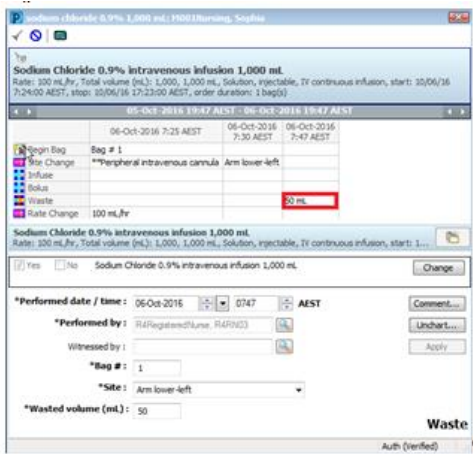 sodium chloride 0.9% 1,000 mL: M001Nursing, Sophia
Sodium Chloride 0.9% intravenous infusion 1,000 mL
Rate: 100 mL/hr, Total volume (mL): 1,000, 1,000 mL, Solution, injectable, IV continuous infusion, start: 10/06/16
7:24:00 AEST, stop: 10/06/16 17:23:00 AEST, order duration: 1 bag(s)
05-Oct-2016 19:47 AEST - 06-Oct-2016 19:47 AEST
06-Oct-2016 7:25 AEST 06-Oct-2016 7:30 AEST 06-Oct-2016 7:47 AEST
Begin Bag Bag # 1
Site Change **Peripheral intravenous cannula Arm lower-left
Infuse
Bolus
Waste 50 mL
Rate Change 100 mL/hr
Sodium Chloride 0.9% intravenous infusion 1,000 mL
Rate: 100 mL/hr, Total volume (mL): 1,000, 1,000 mL, Solution, injectable, IV continuous infusion, start: 1...
Yes No Sodium Chloride 0.9% intravenous infusion 1,000 mL Change
*Performed date / time : 06-Oct-2016 0747 AEST Comment...
*Performed by : R4RegisteredNurse, R4RN03 Unchart...
Witnessed by : Apply
*Bag # : 1
*Site : Arm lower-left
*Wasted volume (mL) : 50
Waste
Auth (Verified)